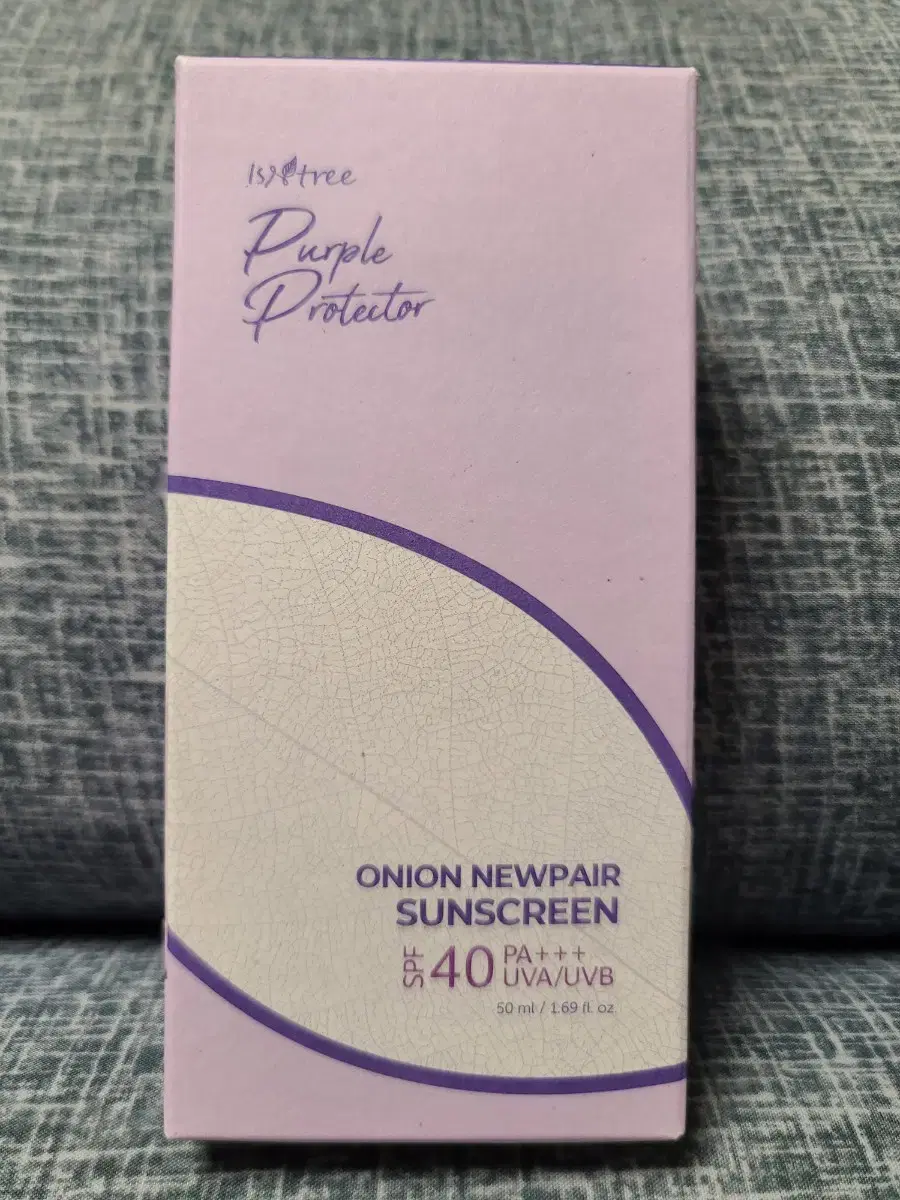 Isntree
Purple
Protector
ONION NEWPAIR
SUNSCREEN
SPF 40 PA+++
UVA/UVB
50 ml / 1.69 fl. oz.